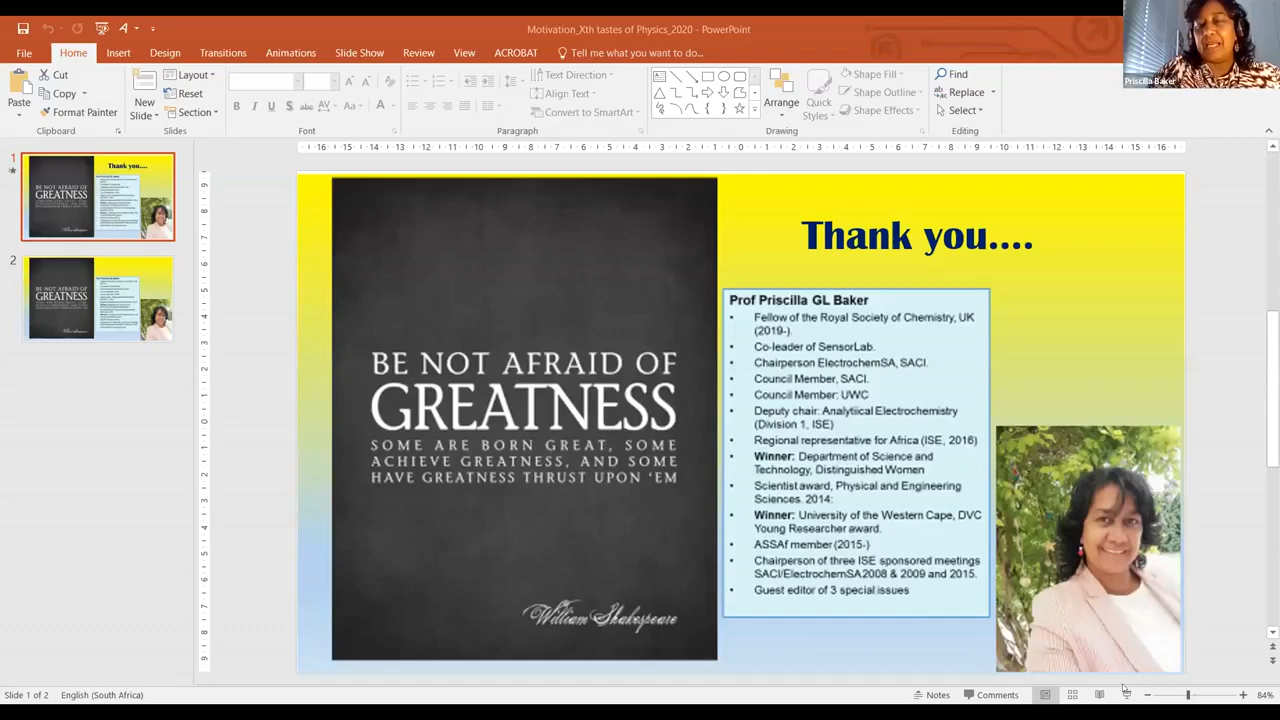 Motivation_Xth tastes of Physics_2020 - PowerPoint
Priscilla Baker
File Home Insert Design Transitions Animations Slide Show Review View ACROBAT Tell me what you want to do...
Paste
Cut
Copy
Format Painter
Clipboard
New
Slide
Layout
Reset
Section
Slides
Font
Text Direction
Align Text
Convert to SmartArt
Paragraph
Arrange
Quick
Styles
Shape Fill
Shape Outline
Shape Effects
Drawing
Find
Replace
Select
Editing
1
2
Thank you....
BE NOT AFRAID OF
GREATNESS
SOME ARE BORN GREAT, SOME
ACHIEVE GREATNESS, AND SOME
HAVE GREATNESS THRUST UPON 'EM
William Shakespeare
Prof Priscilla GL Baker
• Fellow of the Royal Society of Chemistry, UK
(2019-).
• Co-leader of SensorLab.
• Chairperson ElectrochemSA, SACI.
• Council Member, SACI.
• Council Member: UWC
• Deputy chair: Analytiical Electrochemistry
(Division 1, ISE)
• Regional representative for Africa (ISE, 2016)
• Winner: Department of Science and
Technology, Distinguished Women
• Scientist award, Physical and Engineering
Sciences. 2014:
• Winner: University of the Western Cape, DVC
Young Researcher award.
• ASSAf member (2015-)
• Chairperson of three ISE sponsored meetings
SACI/ElectrochemSA2008 & 2009 and 2015.
• Guest editor of 3 special issues
Slide 1 of 2 English (South Africa) Notes Comments 84%